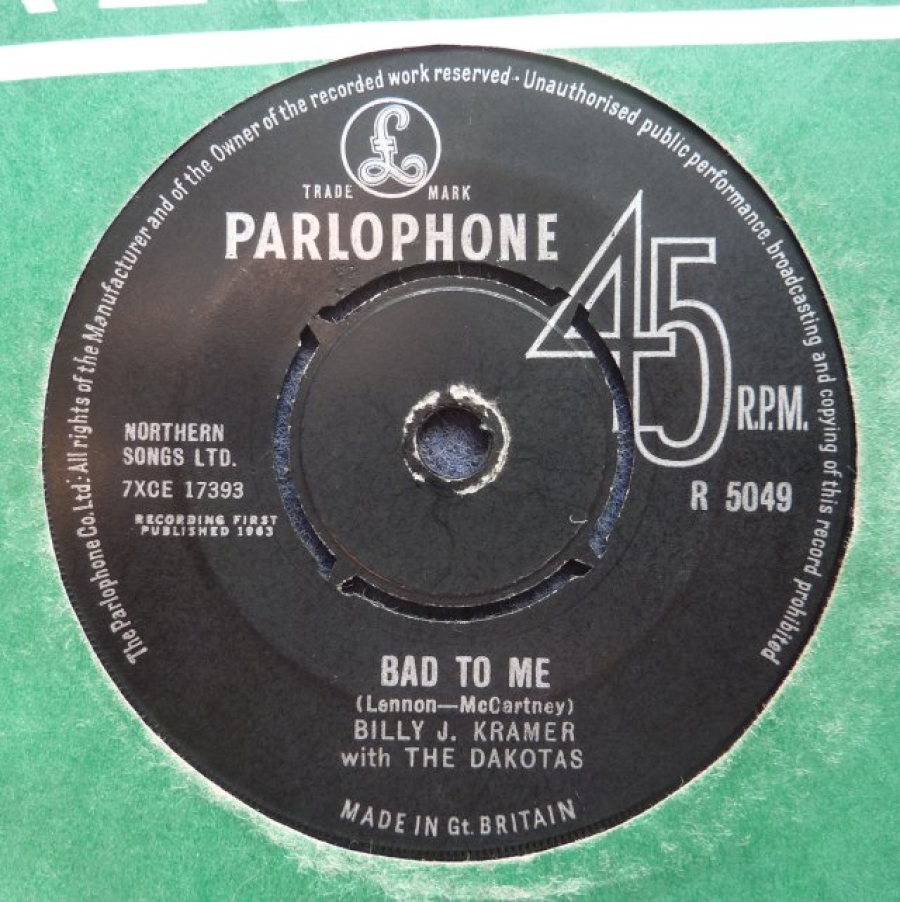 The Parlophone Co. Ltd. All rights of the Manufacturer and of the Owner of the recorded work reserved · Unauthorised public performance, broadcasting and copying of this record prohibited
£
TRADE MARK
PARLOPHONE
45
R.P.M.
NORTHERN
SONGS LTD.
7XCE 17393
RECORDING FIRST
PUBLISHED 1963
R 5049
BAD TO ME
(Lennon—McCartney)
BILLY J. KRAMER
with THE DAKOTAS
MADE IN Gt. BRITAIN